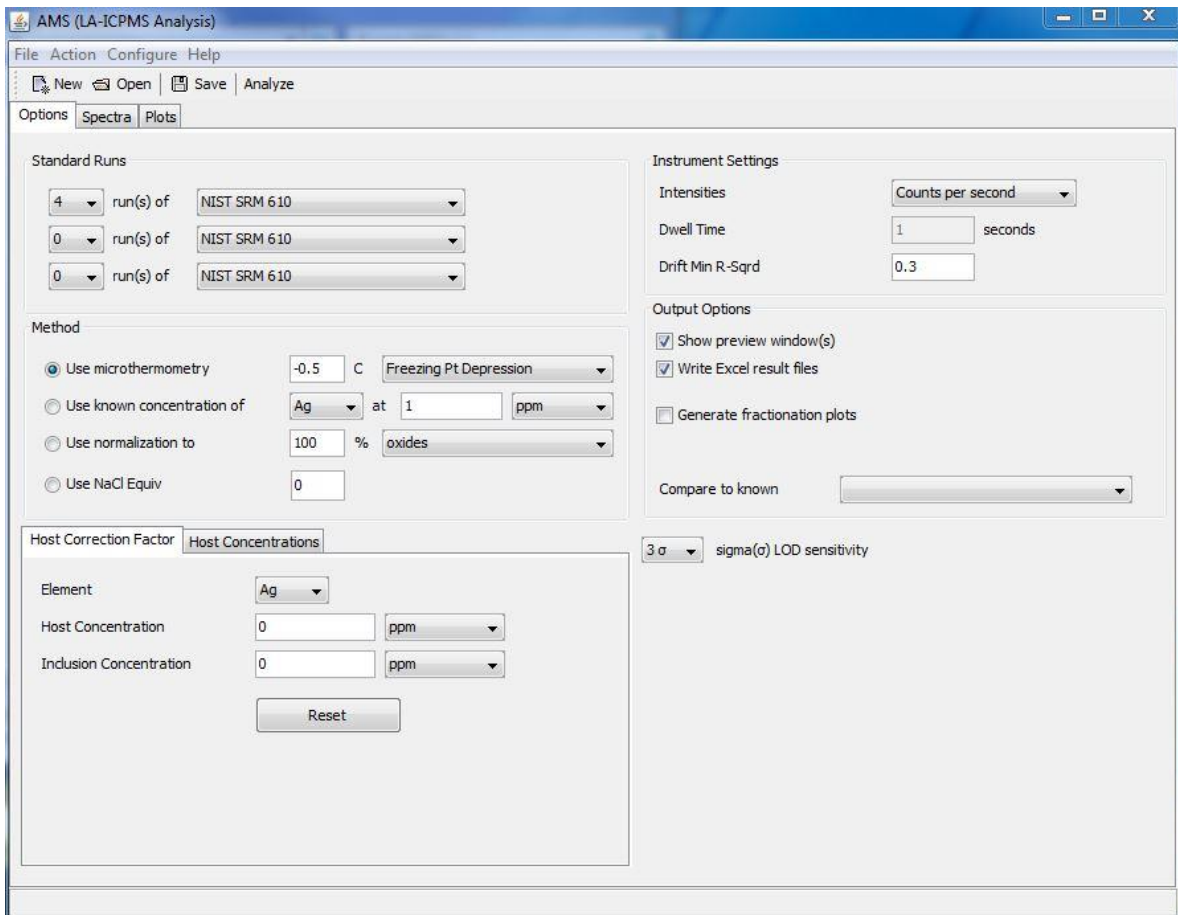 AMS (LA-ICPMS Analysis)
File Action Configure Help
New Open Save Analyze
Options Spectra Plots
Standard Runs
4 run(s) of NIST SRM 610
0 run(s) of NIST SRM 610
0 run(s) of NIST SRM 610
Method
Use microthermometry -0.5 C Freezing Pt Depression
Use known concentration of Ag at 1 ppm
Use normalization to 100 % oxides
Use NaCl Equiv 0
Host Correction Factor Host Concentrations
Element Ag
Host Concentration 0 ppm
Inclusion Concentration 0 ppm
Reset
Instrument Settings
Intensities Counts per second
Dwell Time 1 seconds
Drift Min R-Sqrd 0.3
Output Options
Show preview window(s)
Write Excel result files
Generate fractionation plots
Compare to known
3 σ sigma(σ) LOD sensitivity